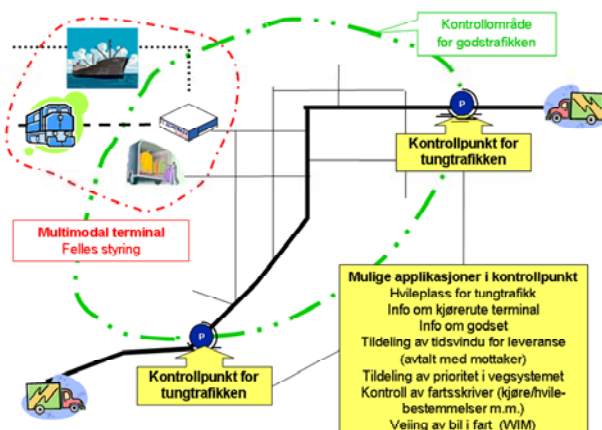 Kontrollområde
for godstrafikken
P
Kontrollpunkt for
tungtrafikken
Multimodal terminal
Felles styring
Mulige applikasjoner i kontrollpunkt
Hvileplass for tungtrafikk
Info om kjørerute terminal
Info om godset
Tildeling av tidsvindu for leveranse
(avtalt med mottaker)
Tildeling av prioritet i vegsystemet
Kontroll av fartsskriver (kjøre/hvile-
bestemmelser m.m.)
Veiing av bil i fart (WIM)
P
Kontrollpunkt for
tungtrafikken